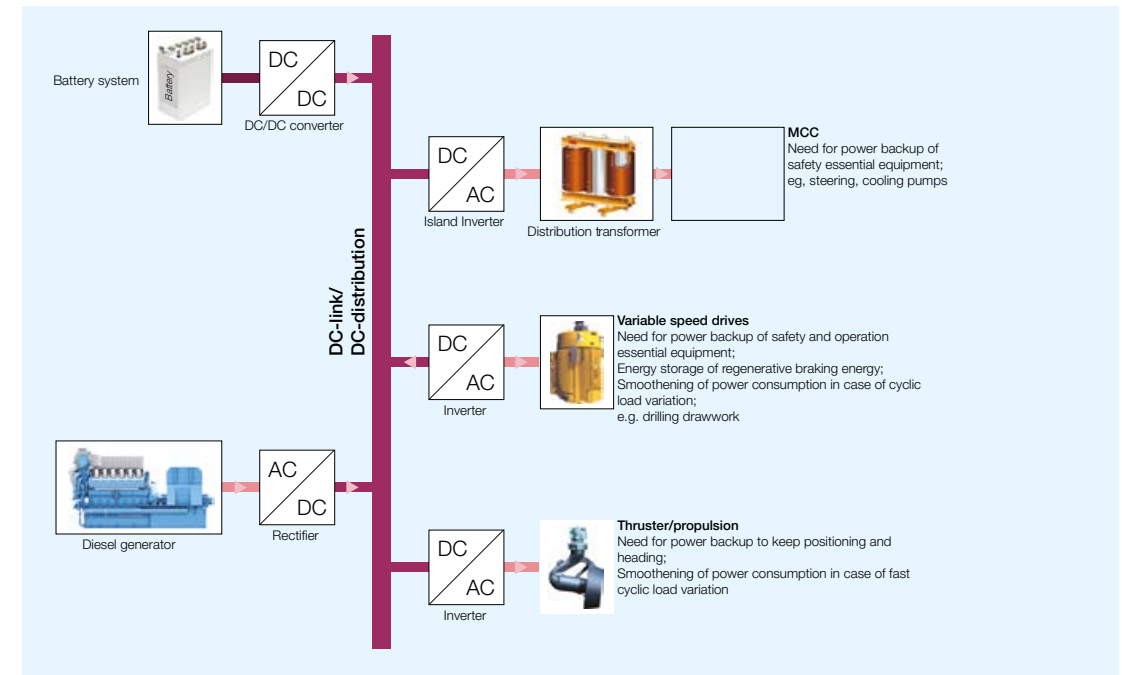 Battery system
Battery
DC
DC
DC/DC converter
DC
AC
Island Inverter
Distribution transformer
MCC
Need for power backup of
safety essential equipment;
eg, steering, cooling pumps
DC-link/
DC-distribution
DC
AC
Inverter
Variable speed drives
Need for power backup of safety and operation
essential equipment;
Energy storage of regenerative braking energy;
Smoothening of power consumption in case of cyclic
load variation;
e.g. drilling drawwork
Diesel generator
AC
DC
Rectifier
DC
AC
Inverter
Thruster/propulsion
Need for power backup to keep positioning and
heading;
Smoothening of power consumption in case of fast
cyclic load variation